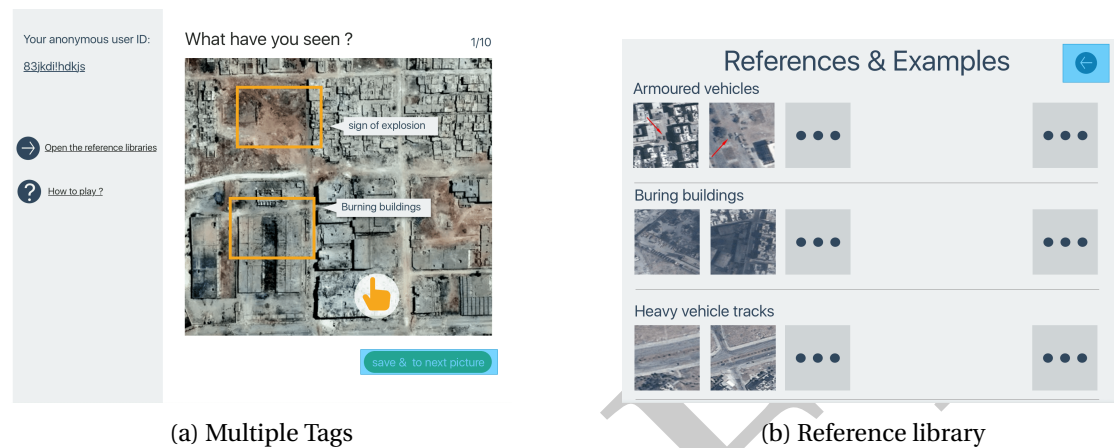 Your anonymous user ID:
83jkdi!hdkjs
Open the reference libraries
How to play ?
What have you seen ?
1/10
sign of explosion
Burning buildings
save & to next picture
(a) Multiple Tags
References & Examples
Armoured vehicles
Buring buildings
Heavy vehicle tracks
(b) Reference library